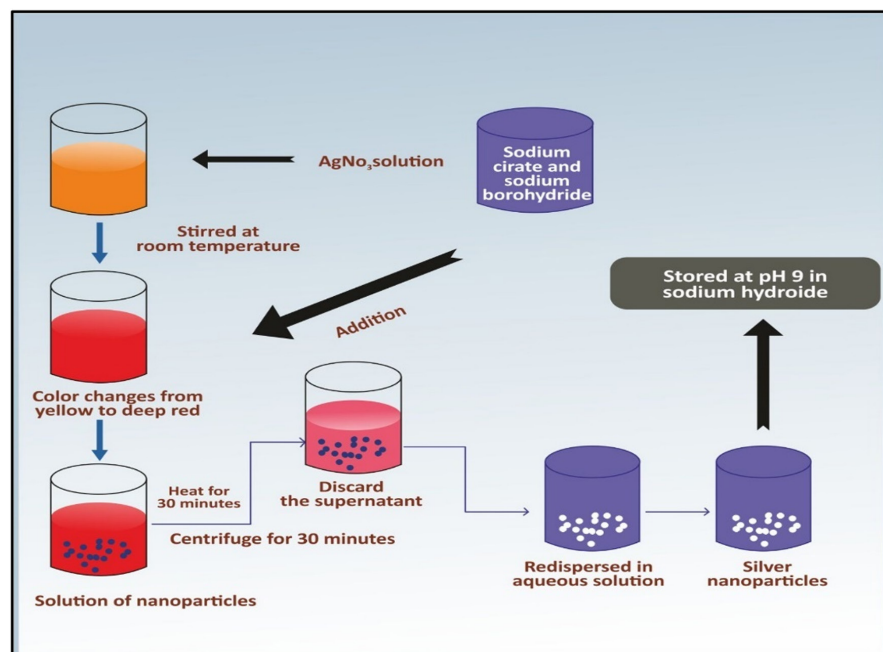 AgNo₃solution
Sodium
cirate and
sodium
borohydride
Stirred at
room temperature
Stored at pH 9 in
sodium hydroide
Addition
Color changes from
yellow to deep red
Heat for
30 minutes
Discard
the supernatant
Centrifuge for 30 minutes
Redispersed in
aqueous solution
Silver
nanoparticles
Solution of nanoparticles